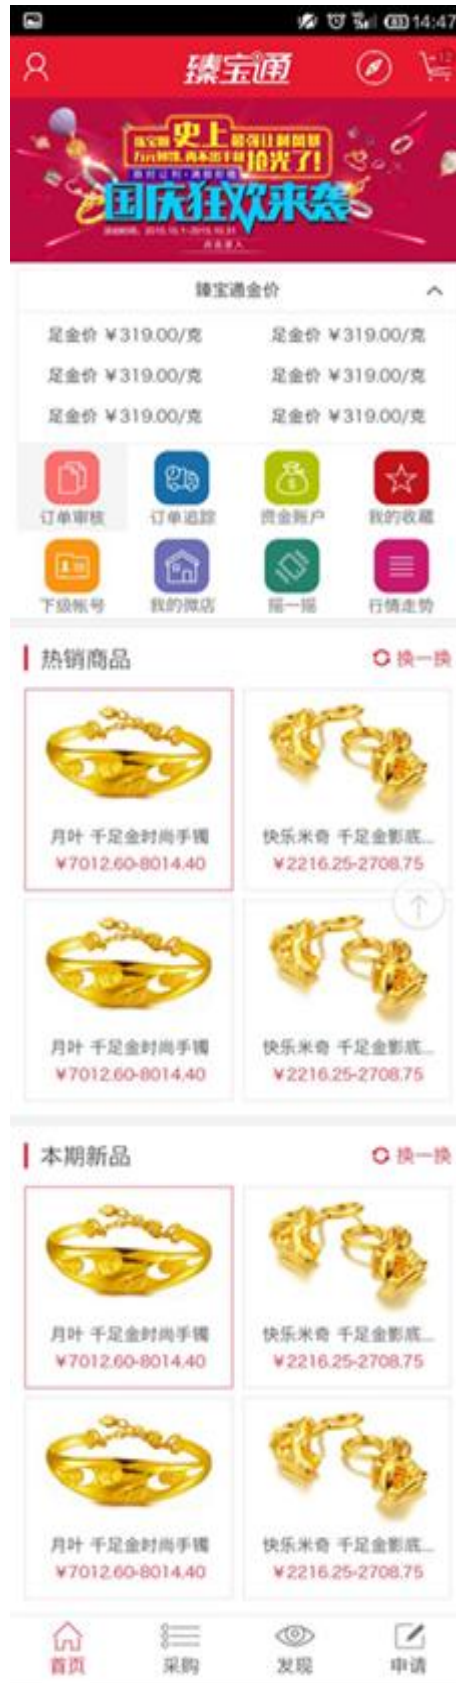 14:47
臻宝通
12
史上
抢光了!
国庆狂欢来袭
点击进入
臻宝通金价
足金价 ¥319.00/克 足金价 ¥319.00/克
足金价 ¥319.00/克 足金价 ¥319.00/克
足金价 ¥319.00/克 足金价 ¥319.00/克
订单审核 订单追踪 资金账户 我的收藏
下级帐号 我的微店 摇一摇 行情走势
热销商品 换一换
月叶 千足金时尚手镯 快乐米奇 千足金影底...
¥7012.60-8014.40 ¥2216.25-2708.75
月叶 千足金时尚手镯 快乐米奇 千足金影底...
¥7012.60-8014.40 ¥2216.25-2708.75
本期新品 换一换
月叶 千足金时尚手镯 快乐米奇 千足金影底...
¥7012.60-8014.40 ¥2216.25-2708.75
月叶 千足金时尚手镯 快乐米奇 千足金影底...
¥7012.60-8014.40 ¥2216.25-2708.75
首页 采购 发现 申请